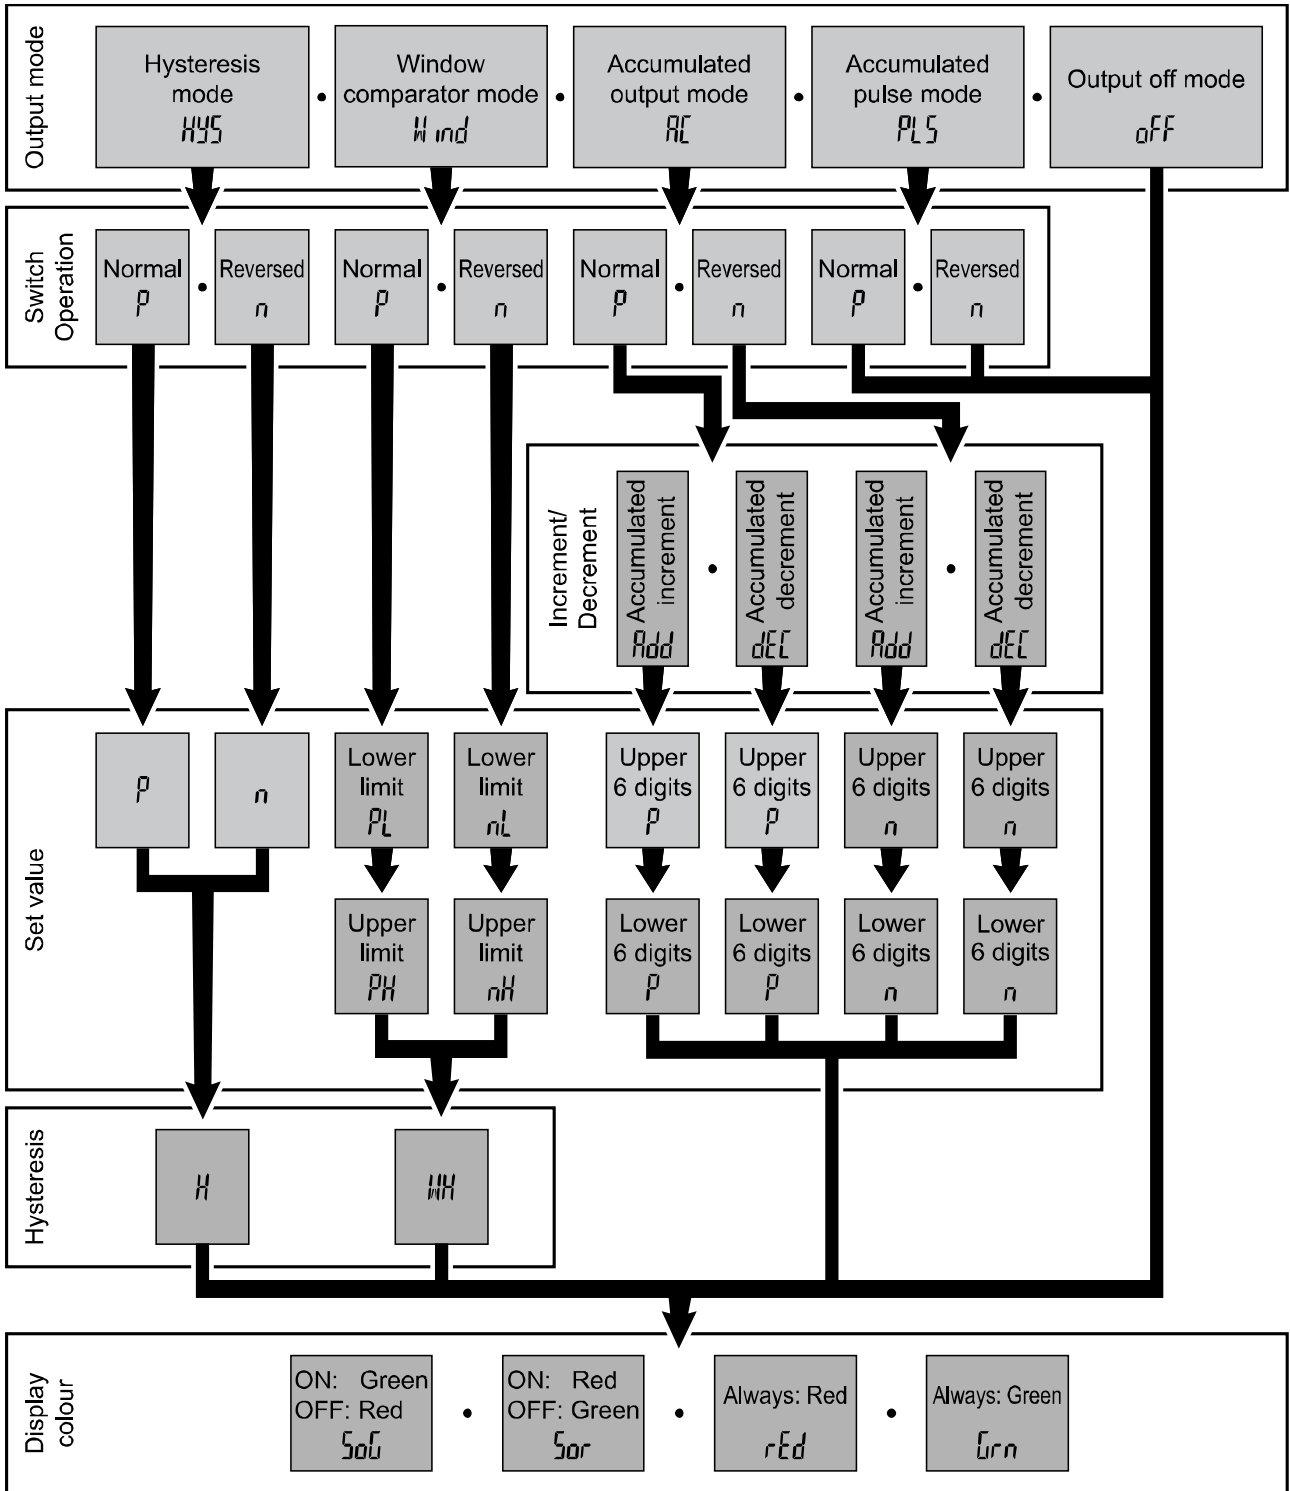 Output mode
Hysteresis
mode
HYS
Window
comparator mode
Wind
Accumulated
output mode
AC
Accumulated
pulse mode
PLS
Output off mode
oFF
Switch
Operation
Normal
P
Reversed
n
Normal
P
Reversed
n
Normal
P
Reversed
n
Normal
P
Reversed
n
Increment/
Decrement
Accumulated
increment
Add
Accumulated
decrement
dEC
Accumulated
increment
Add
Accumulated
decrement
dEC
Set value
P
n
Lower
limit
PL
Lower
limit
nL
Upper
6 digits
P
Upper
6 digits
P
Upper
6 digits
n
Upper
6 digits
n
Upper
limit
PH
Upper
limit
nH
Lower
6 digits
P
Lower
6 digits
P
Lower
6 digits
n
Lower
6 digits
n
Hysteresis
H
WH
Display
colour
ON: Green
OFF: Red
SoG
ON: Red
OFF: Green
Sor
Always: Red
rEd
Always: Green
Grn